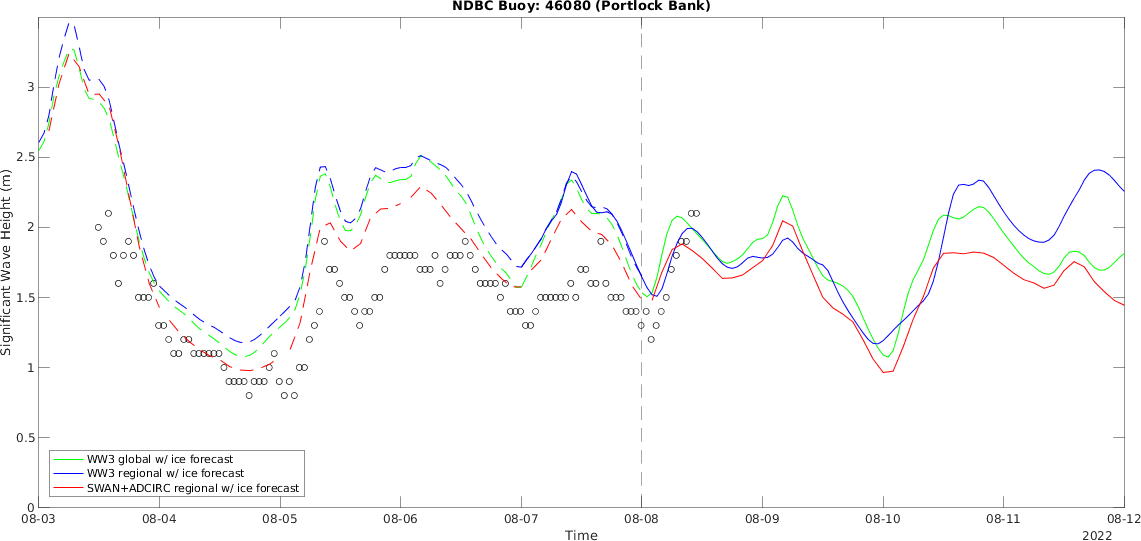 NDBC Buoy: 46080 (Portlock Bank)
Significant Wave Height (m)
3
2.5
2
1.5
1
0.5
0
WW3 global w/ ice forecast
WW3 regional w/ ice forecast
SWAN+ADCIRC regional w/ ice forecast
08-03 08-04 08-05 08-06 08-07 08-08 08-09 08-10 08-11 08-12
Time 2022